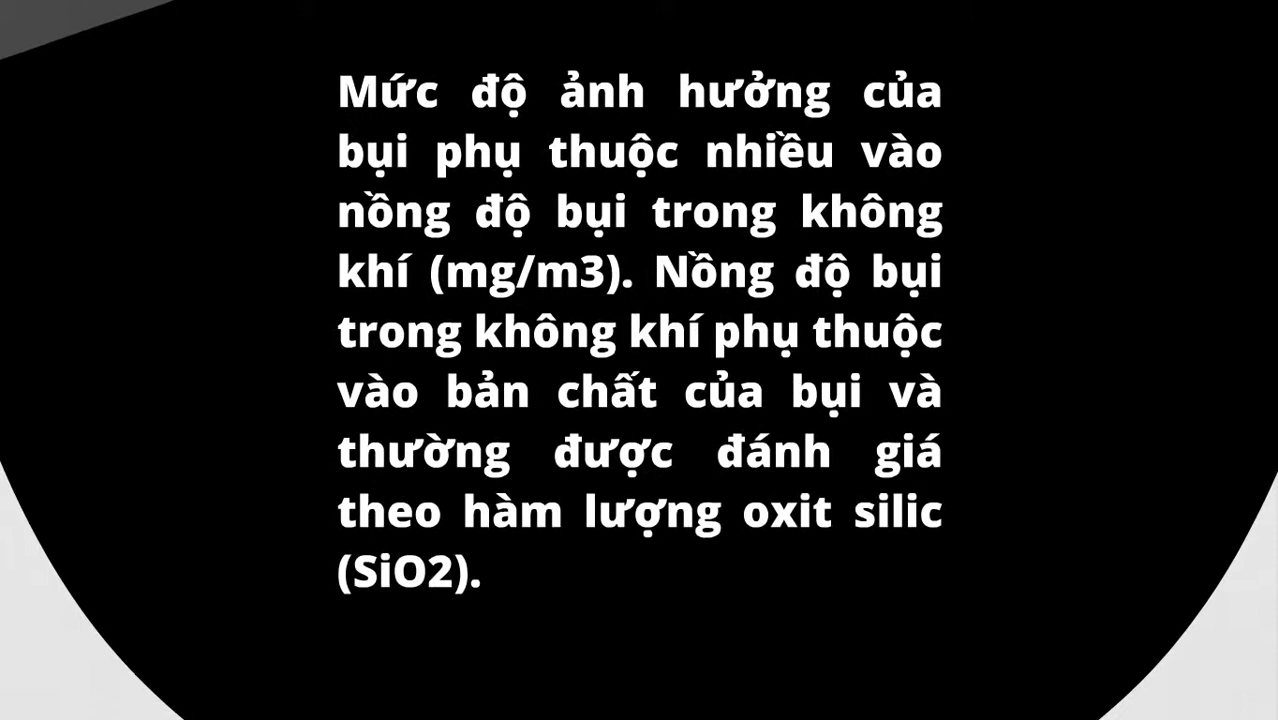 Mức độ ảnh hưởng của
bụi phụ thuộc nhiều vào
nồng độ bụi trong không
khí (mg/m3). Nồng độ bụi
trong không khí phụ thuộc
vào bản chất của bụi và
thường được đánh giá
theo hàm lượng oxit silic
(SiO2).